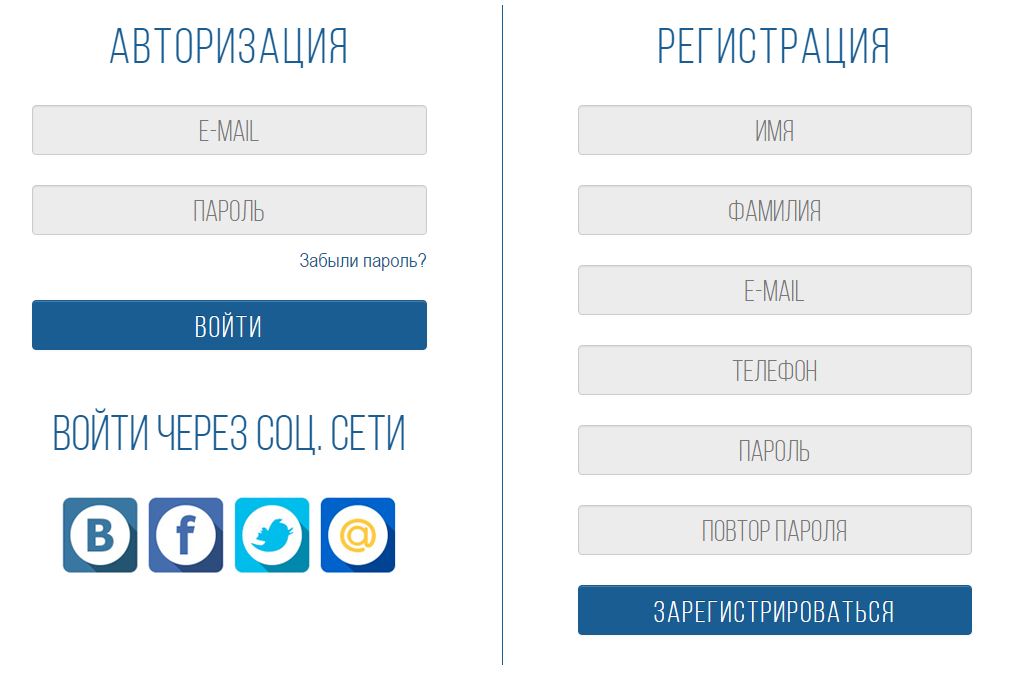 АВТОРИЗАЦИЯ
E-MAIL
ПАРОЛЬ
Забыли пароль?
ВОЙТИ
ВОЙТИ ЧЕРЕЗ СОЦ. СЕТИ
B f @
РЕГИСТРАЦИЯ
ИМЯ
ФАМИЛИЯ
E-MAIL
ТЕЛЕФОН
ПАРОЛЬ
ПОВТОР ПАРОЛЯ
ЗАРЕГИСТРИРОВАТЬСЯ